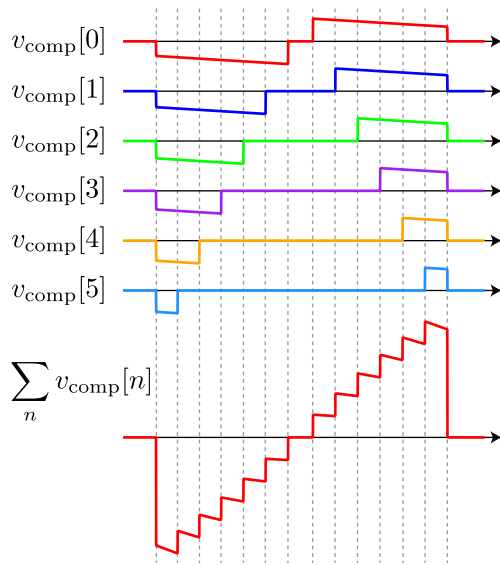 v_comp[0]
v_comp[1]
v_comp[2]
v_comp[3]
v_comp[4]
v_comp[5]
∑_n v_comp[n]